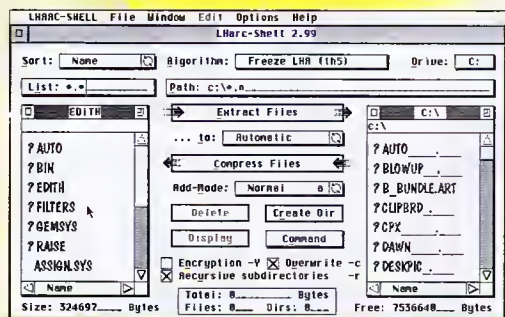 LHARC-SHELL File Window Edit Options Help
LHarc-Shell 2.99
Sort: Name Algorithm: Freeze LHA (lh5) Drive: C:
List: *.* Path: c:\*.*
EDITH
? AUTO
? BIN
? EDITH
? FILTERS
? GEMSYS
? RAISE
ASSIGN.SYS
Name
Extract Files
... to: Automatic
Compress Files
Add-Mode: Normal a
Delete Create Dir
Display Command
Encryption -Y Overwrite -c
Recursive subdirectories -r
Total: 0 Bytes
Files: 0 Dirs: 0
C:\
C:\
? AUTO .
? BLOWUP .
? B_BUNDLE.ART
? CLIPBRD .
? CPX .
? DAWN .
? DESKPIC .
Name
Size: 324697 Bytes Free: 7536640 Bytes